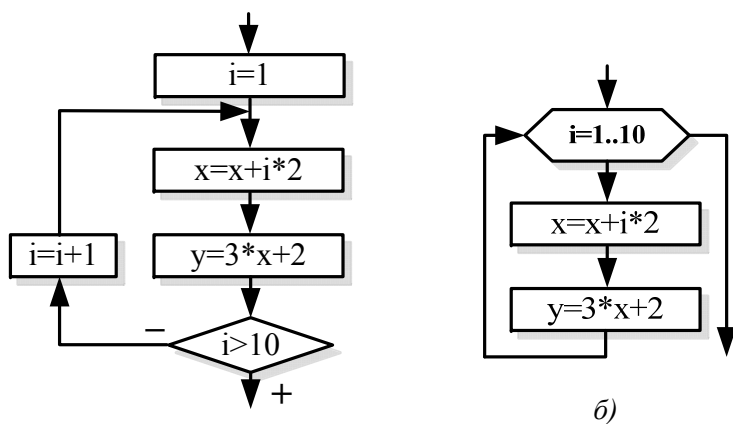 i=1
x=x+i*2
i=i+1
y=3*x+2
–
i>10
+
i=1..10
x=x+i*2
y=3*x+2
б)